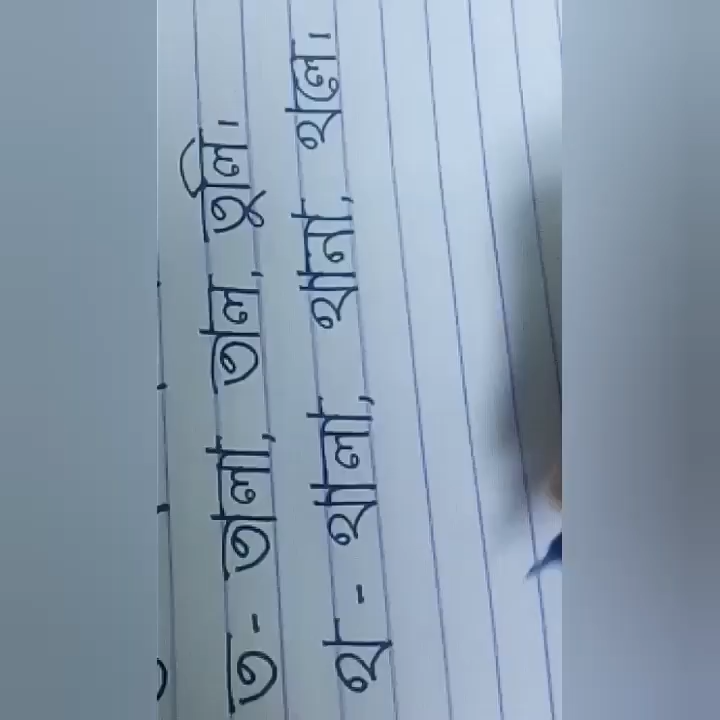 ত - তালা, তাল, তুলি।
থ - থালা, থানা, থলে।